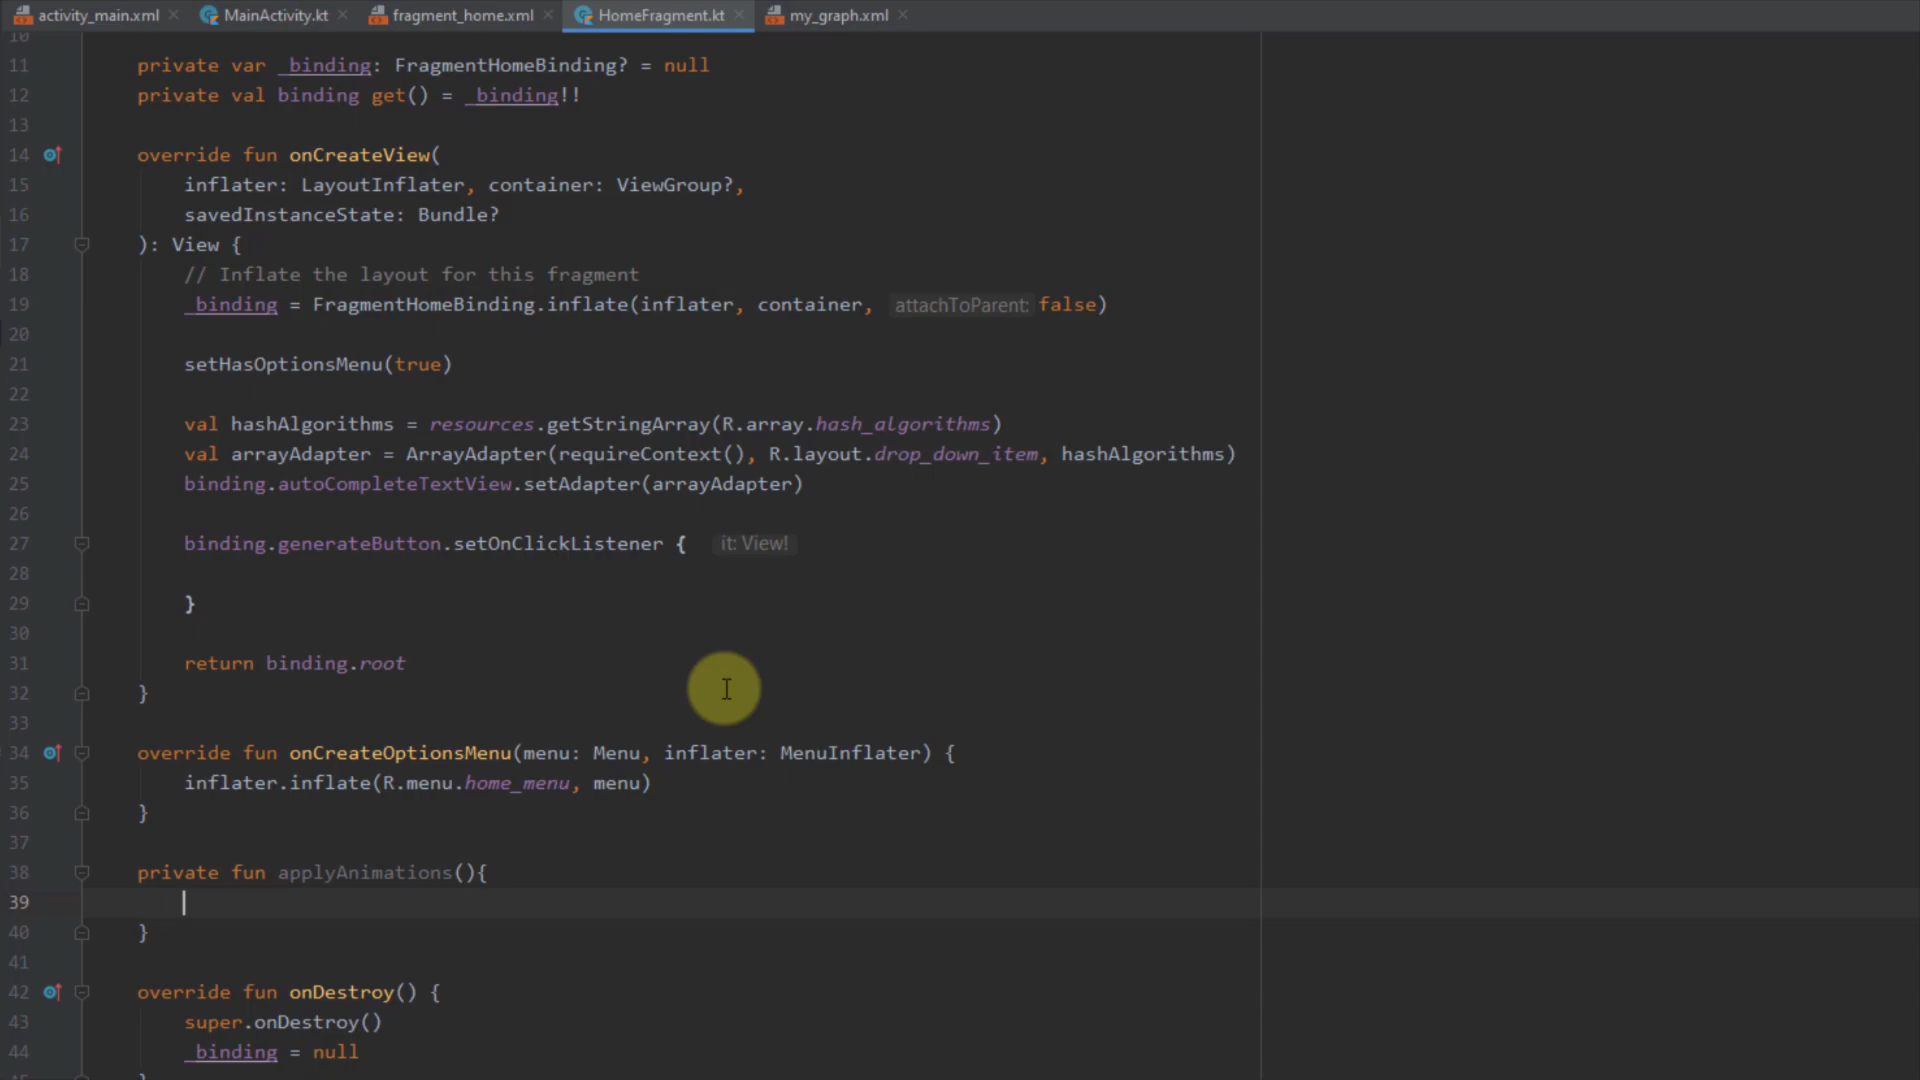 activity_main.xml MainActivity.kt fragment_home.xml HomeFragment.kt my_graph.xml
10
11 private var _binding: FragmentHomeBinding? = null
12 private val binding get() = _binding!!
13
14 override fun onCreateView(
15 inflater: LayoutInflater, container: ViewGroup?,
16 savedInstanceState: Bundle?
17 ): View {
18 // Inflate the layout for this fragment
19 _binding = FragmentHomeBinding.inflate(inflater, container, attachToParent: false)
20
21 setHasOptionsMenu(true)
22
23 val hashAlgorithms = resources.getStringArray(R.array.hash_algorithms)
24 val arrayAdapter = ArrayAdapter(requireContext(), R.layout.drop_down_item, hashAlgorithms)
25 binding.autoCompleteTextView.setAdapter(arrayAdapter)
26
27 binding.generateButton.setOnClickListener { it: View!
28
29 }
30
31 return binding.root
32 }
33
34 override fun onCreateOptionsMenu(menu: Menu, inflater: MenuInflater) {
35 inflater.inflate(R.menu.home_menu, menu)
36 }
37
38 private fun applyAnimations(){
39
40 }
41
42 override fun onDestroy() {
43 super.onDestroy()
44 _binding = null